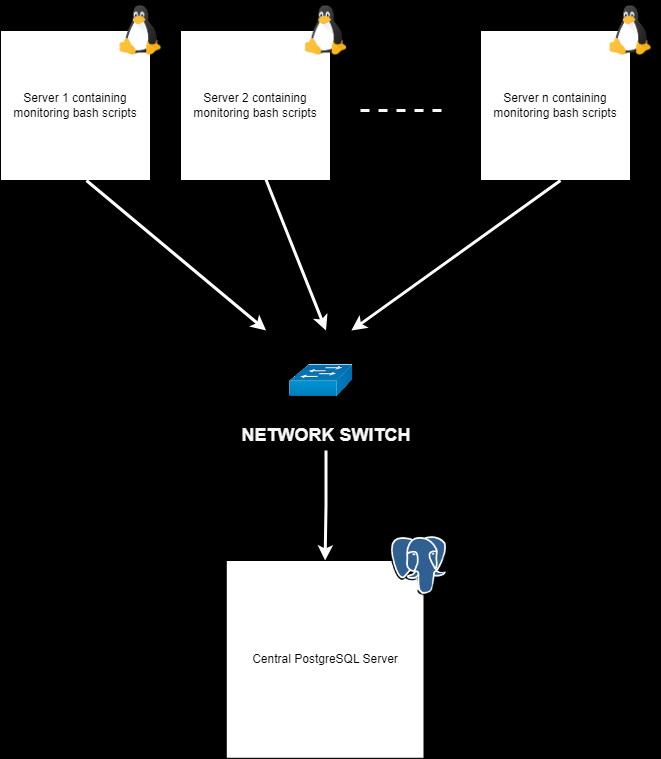 Server 1 containing
monitoring bash scripts
Server 2 containing
monitoring bash scripts
Server n containing
monitoring bash scripts
NETWORK SWITCH
Central PostgreSQL Server